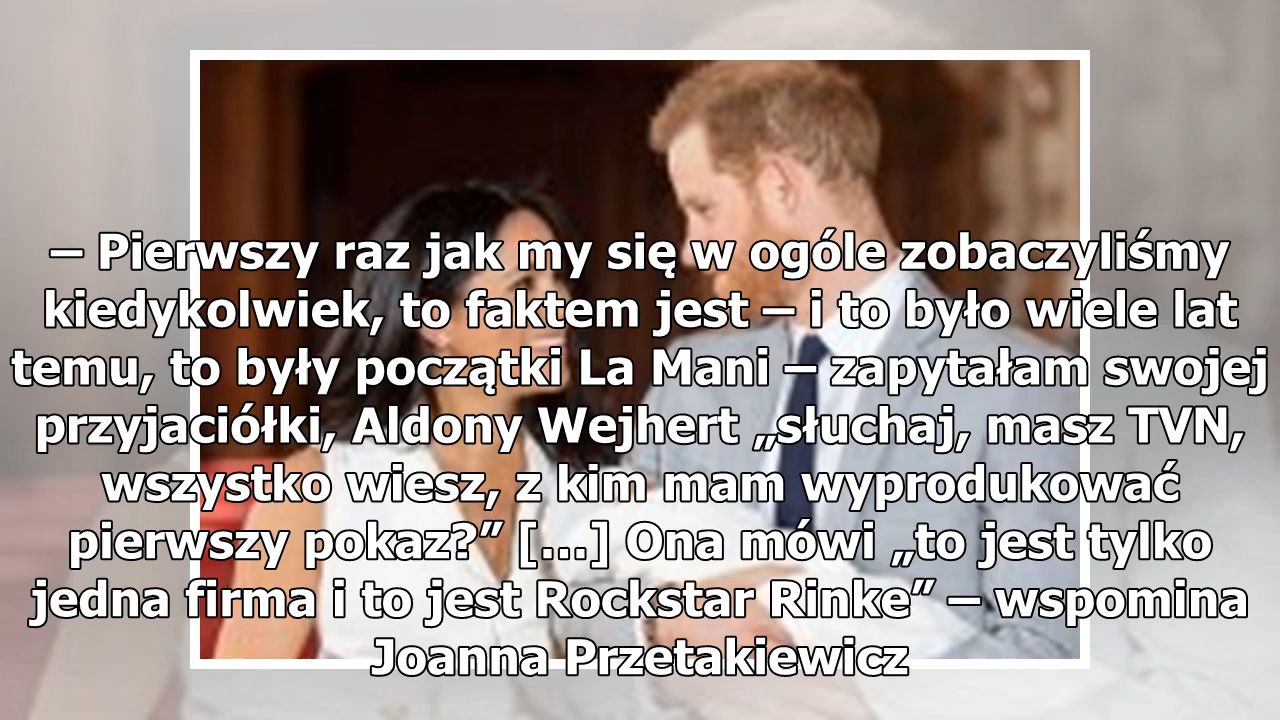 – Pierwszy raz jak my się w ogóle zobaczyliśmy
kiedykolwiek, to faktem jest – i to było wiele lat
temu, to były początki La Mani – zapytałam swojej
przyjaciółki, Aldony Wejhert „słuchaj, masz TVN,
wszystko wiesz, z kim mam wyprodukować
pierwszy pokaz?” [...] Ona mówi „to jest tylko
jedna firma i to jest Rockstar Rinke” – wspomina
Joanna Przetakiewicz